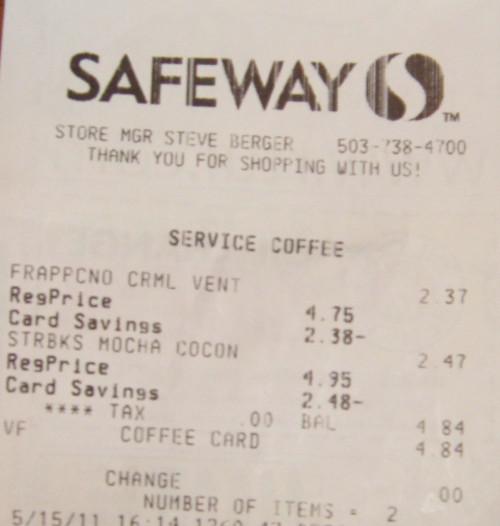 SAFEWAY TM
STORE MGR STEVE BERGER 503-738-4700
THANK YOU FOR SHOPPING WITH US!
SERVICE COFFEE
FRAPPCNO CRML VENT 2.37
RegPrice 4.75
Card Savings 2.38-
STRBKS MOCHA COCON 2.47
RegPrice 4.95
Card Savings 2.48-
**** TAX .00 BAL 4.84
VF COFFEE CARD 4.84
CHANGE .00
NUMBER OF ITEMS = 2
5/15/11 16:14